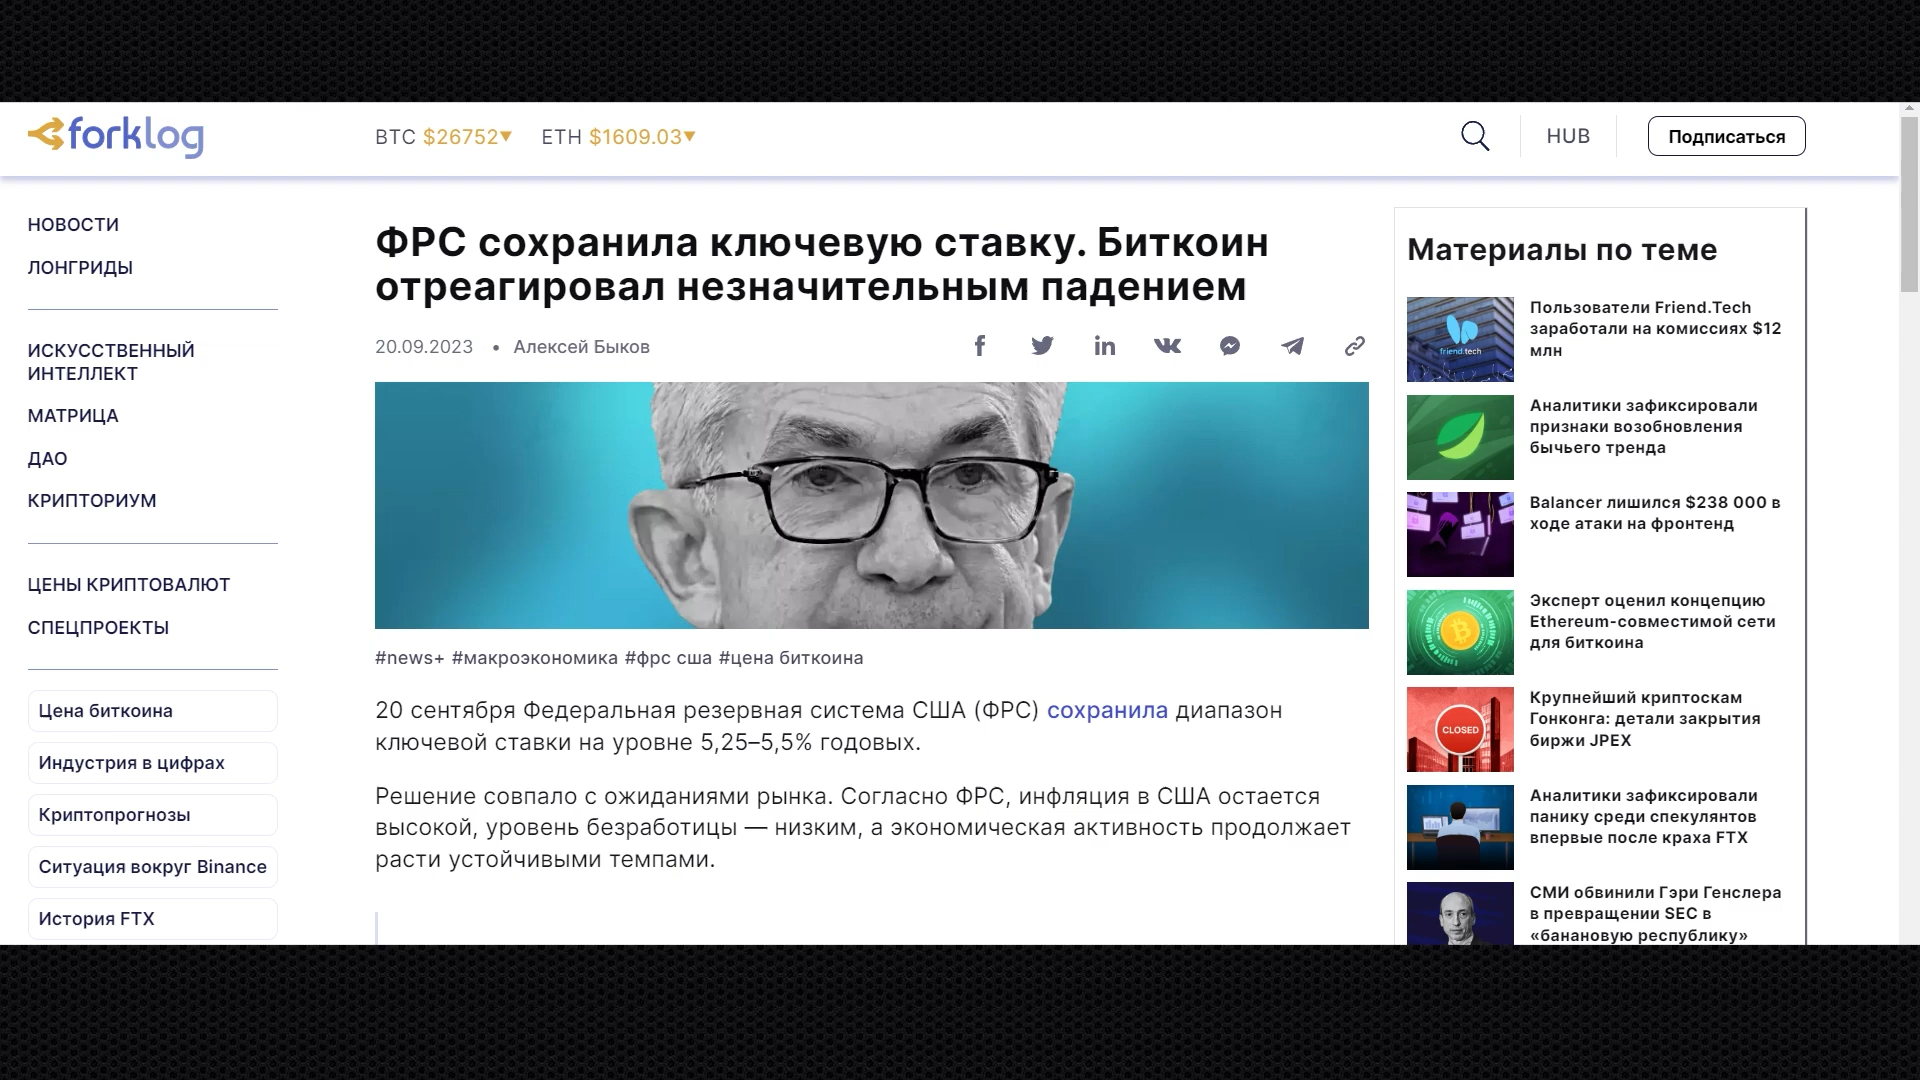 forklog
BTC $26752▼ ETH $1609.03▼
HUB
Подписаться
НОВОСТИ
ЛОНГРИДЫ
ИСКУССТВЕННЫЙ
ИНТЕЛЛЕКТ
МАТРИЦА
ДАО
КРИПТОРИУМ
ЦЕНЫ КРИПТОВАЛЮТ
СПЕЦПРОЕКТЫ
Цена биткоина
Индустрия в цифрах
Криптопрогнозы
Ситуация вокруг Binance
История FTX
ФРС сохранила ключевую ставку. Биткоин
отреагировал незначительным падением
20.09.2023 • Алексей Быков
#news+ #макроэкономика #фрс сша #цена биткоина
20 сентября Федеральная резервная система США (ФРС) сохранила диапазон
ключевой ставки на уровне 5,25–5,5% годовых.
Решение совпало с ожиданиями рынка. Согласно ФРС, инфляция в США остается
высокой, уровень безработицы — низким, а экономическая активность продолжает
расти устойчивыми темпами.
Материалы по теме
friend.tech
Пользователи Friend.Tech
заработали на комиссиях $12
млн
Аналитики зафиксировали
признаки возобновления
бычьего тренда
Balancer лишился $238 000 в
ходе атаки на фронтенд
Эксперт оценил концепцию
Ethereum-совместимой сети
для биткоина
CLOSED
Крупнейший криптоскам
Гонконга: детали закрытия
биржи JPEX
Аналитики зафиксировали
панику среди спекулянтов
впервые после краха FTX
СМИ обвинили Гэри Генслера
в превращении SEC в
«банановую республику»